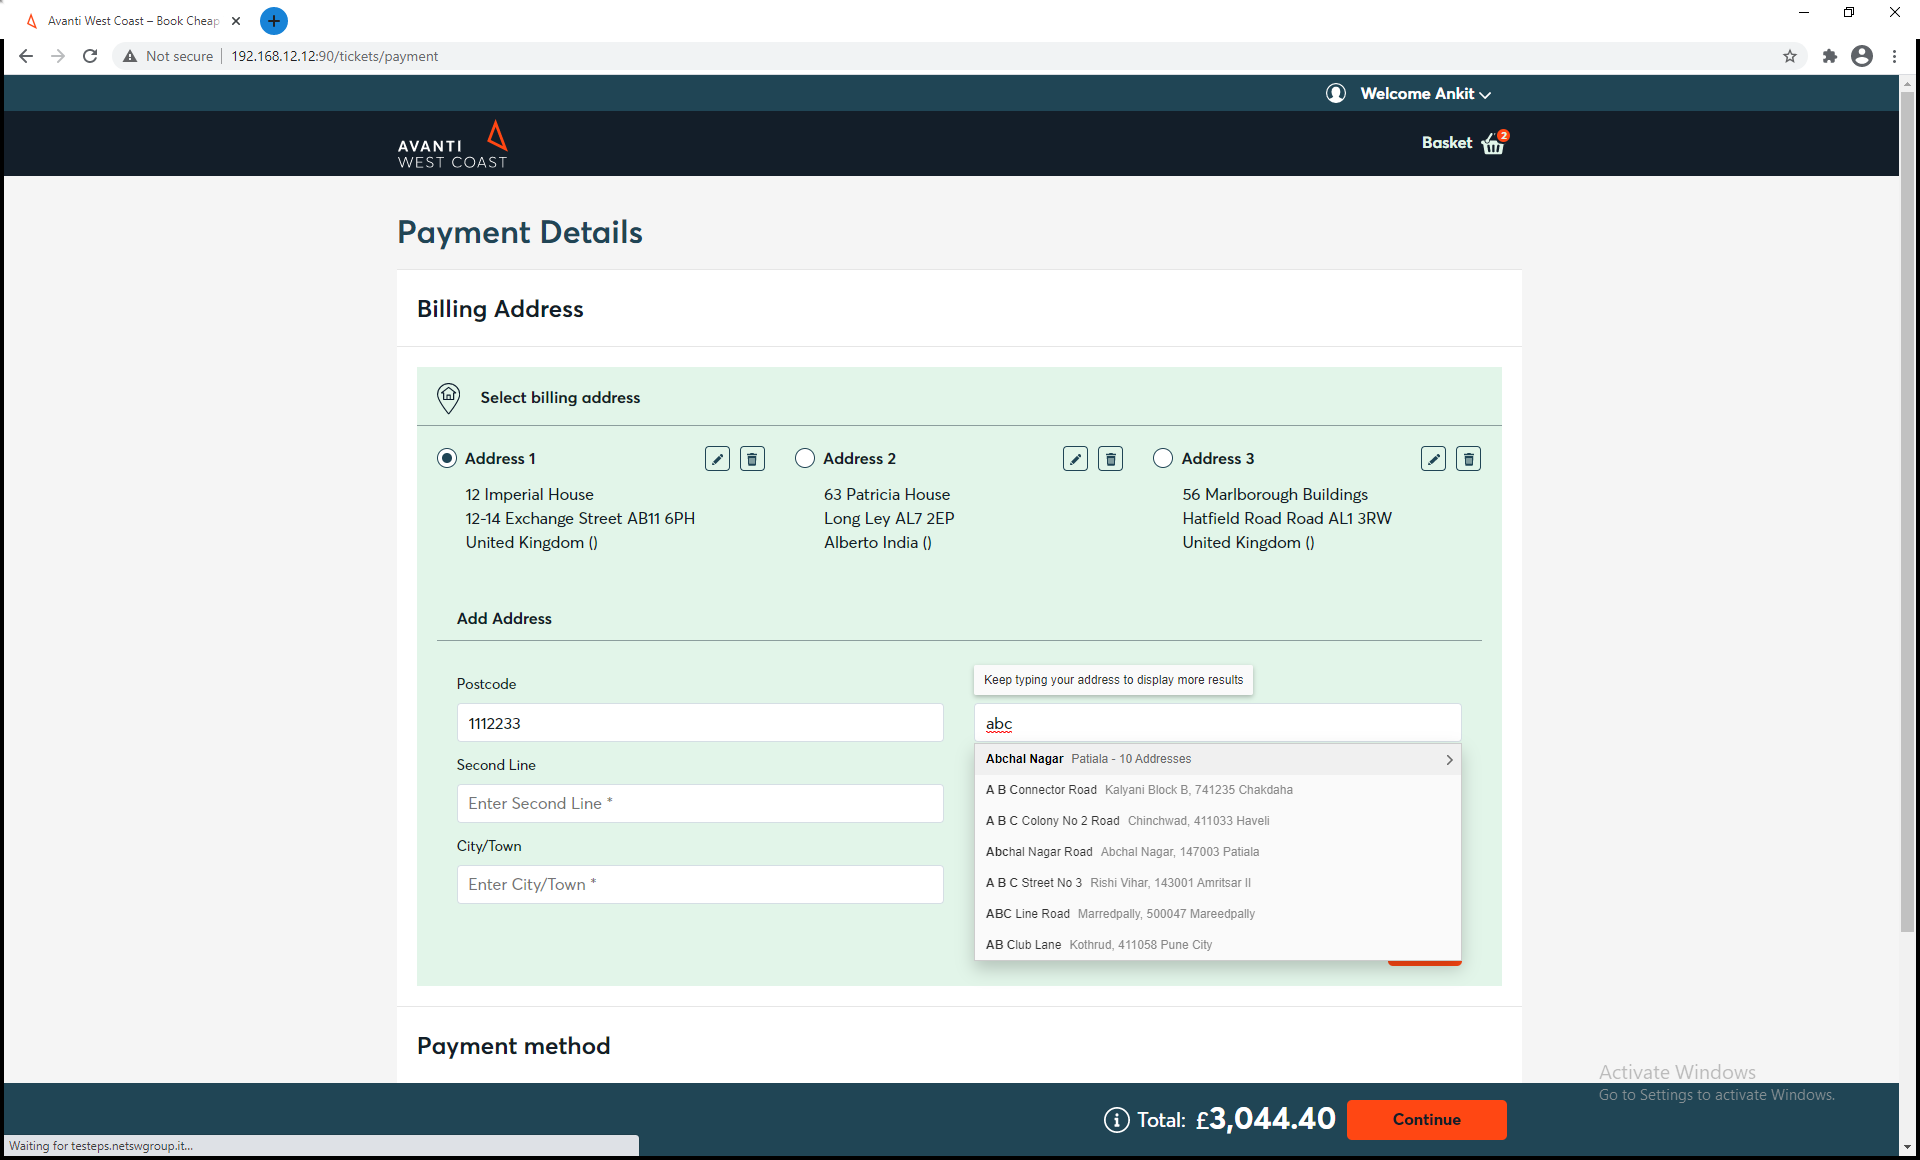 Avanti West Coast – Book Cheap
Not secure
192.168.12.12:90/tickets/payment
Welcome Ankit
AVANTI
WEST COAST
Basket
2
Payment Details
Billing Address
Select billing address
Address 1
12 Imperial House
12-14 Exchange Street AB11 6PH
United Kingdom ()
Address 2
63 Patricia House
Long Ley AL7 2EP
Alberto India ()
Address 3
56 Marlborough Buildings
Hatfield Road Road AL1 3RW
United Kingdom ()
Add Address
Postcode
1112233
Keep typing your address to display more results
abc
Second Line
Enter Second Line *
City/Town
Enter City/Town *
Abchal Nagar Patiala - 10 Addresses
A B Connector Road Kalyani Block B, 741235 Chakdaha
A B C Colony No 2 Road Chinchwad, 411033 Haveli
Abchal Nagar Road Abchal Nagar, 147003 Patiala
A B C Street No 3 Rishi Vihar, 143001 Amritsar II
ABC Line Road Marredpally, 500047 Mareedpally
AB Club Lane Kothrud, 411058 Pune City
Payment method
Activate Windows
Go to Settings to activate Windows.
Total: £3,044.40
Continue
Waiting for testeps.netswgroup.it...